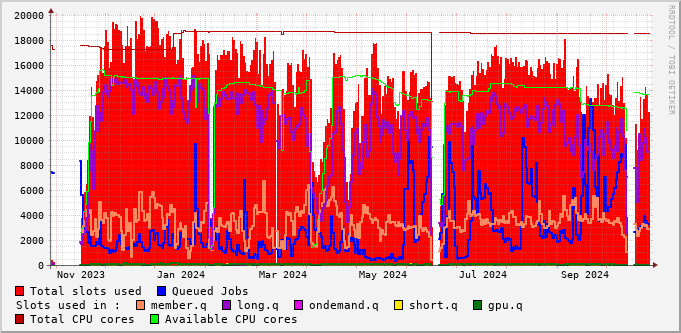 20000
18000
16000
14000
12000
10000
8000
6000
4000
2000
0
Nov 2023 Jan 2024 Mar 2024 May 2024 Jul 2024 Sep 2024
RRDTOOL / TOBI OETIKER
Total slots used Queued Jobs
Slots used in : member.q long.q ondemand.q short.q gpu.q
Total CPU cores Available CPU cores